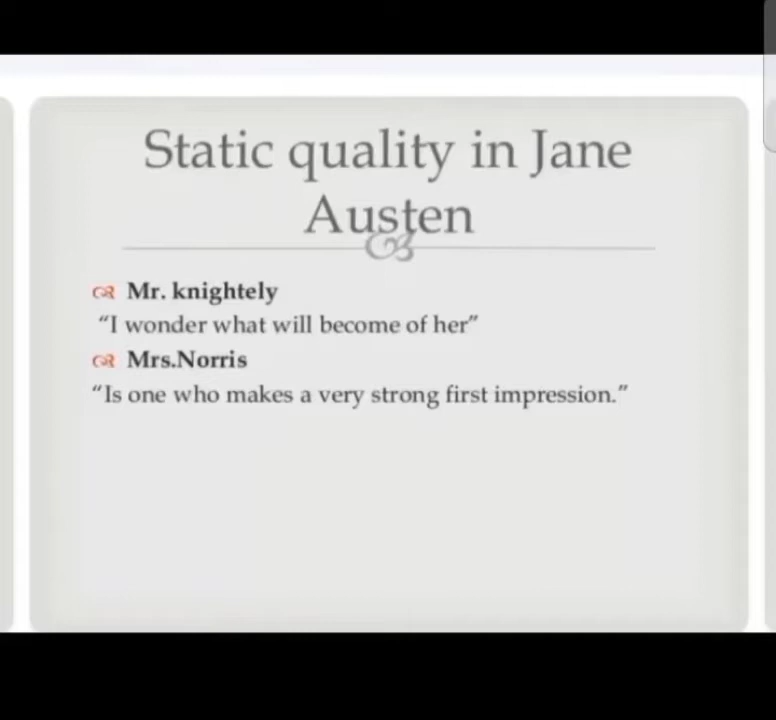 Static quality in Jane
Austen
Mr. knightely
“I wonder what will become of her”
Mrs.Norris
“Is one who makes a very strong first impression.”